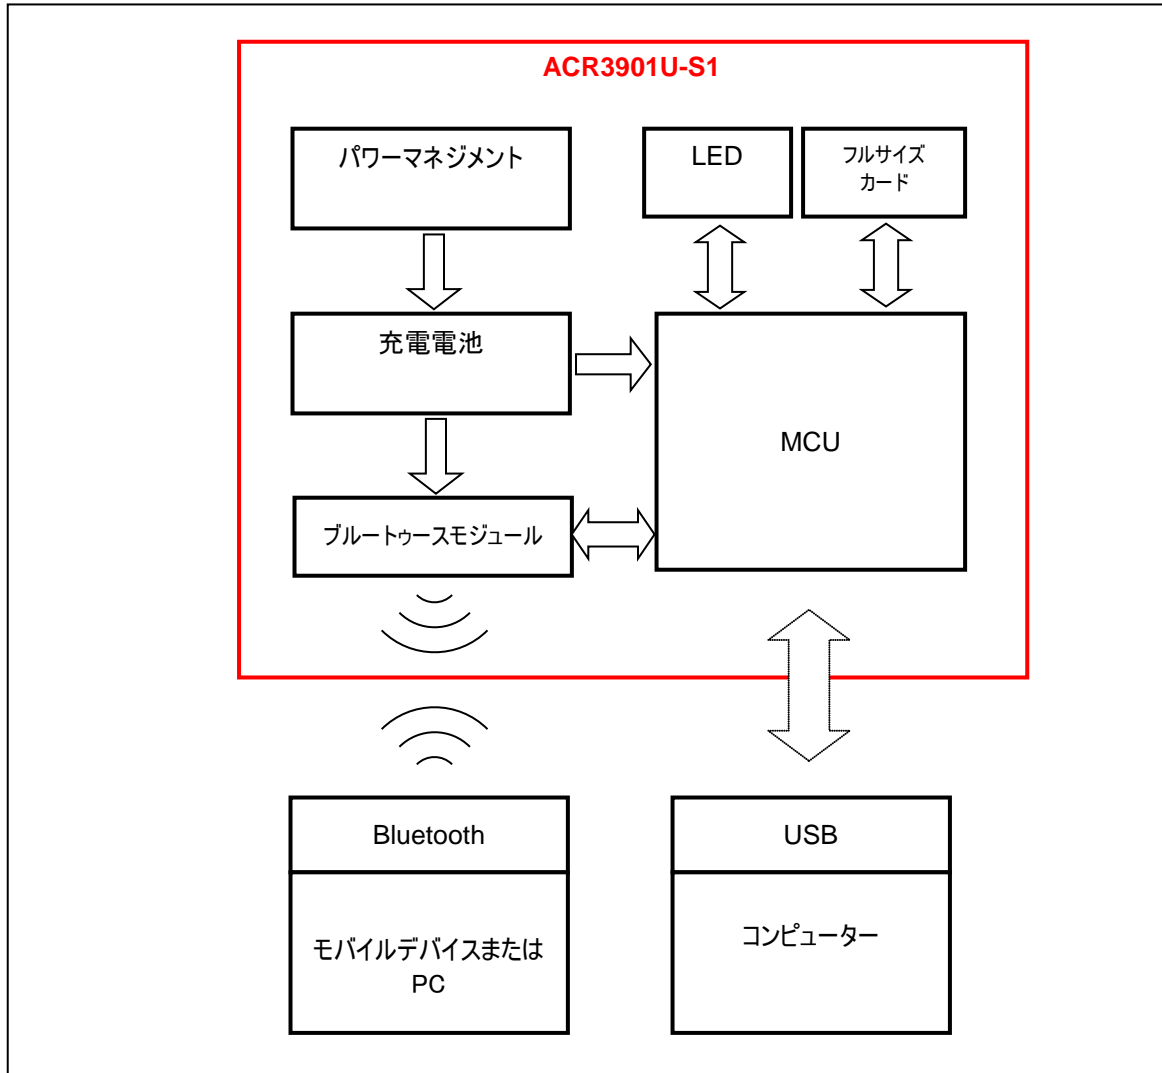 ACR3901U-S1
パワーマネジメント
LED
フルサイズ
カード
充電電池
MCU
ブルートゥースモジュール
Bluetooth
モバイルデバイスまたは
PC
USB
コンピューター